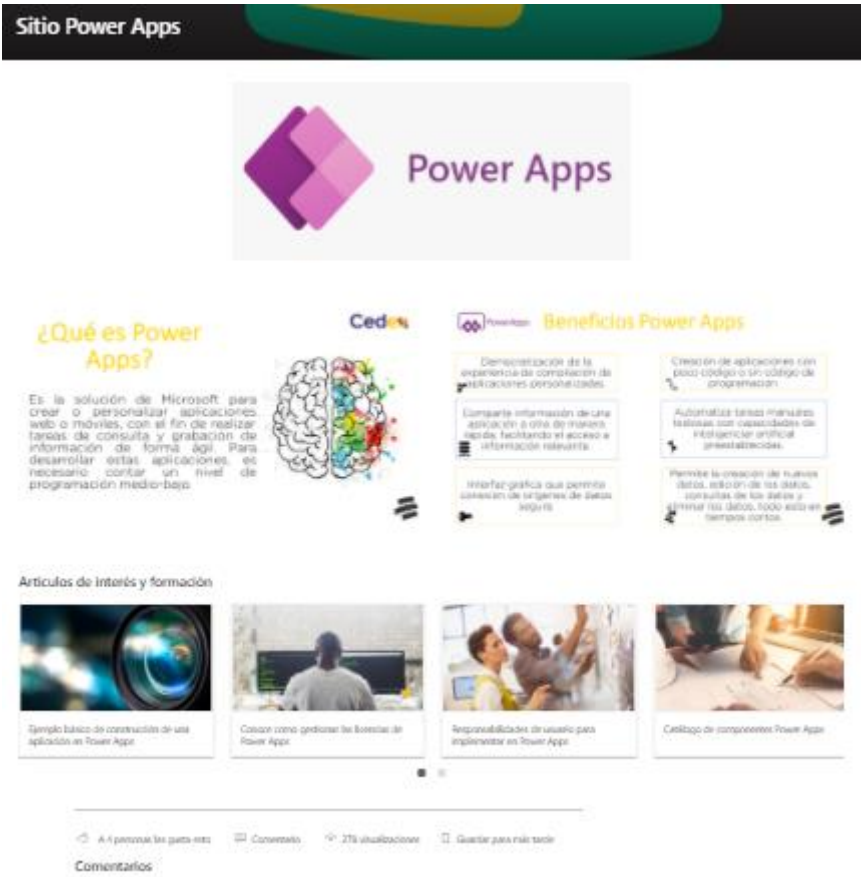 Sitio Power Apps
Power Apps
¿Qué es Power
Apps?
Cedex
Es la solución de Microsoft para
crear o personalizar aplicaciones
web o móviles, con el fin de realizar
tareas de consulta y grabación de
información de forma ágil. Para
desarrollar estas aplicaciones, es
necesario contar un nivel de
programación medio-bajo.
PowerApps
Beneficios Power Apps
Democratización de la
experiencia de compilación de
aplicaciones personalizadas.
Creación de aplicaciones con
poco código o sin código de
programación
Comparte información de una
aplicación a otra de manera
rápida, facilitando el acceso a
información relevante.
Automatiza tareas manuales
tediosas con capacidades de
inteligencia artificial
preestablecidas.
Interfaz gráfica que permite
conexión de orígenes de datos
segura
Permite la creación de nuevos
datos, edición de los datos,
consultas de los datos y
eliminar los datos, todo esto en
tiempos cortos.
Artículos de interés y formación
Ejemplo básico de construcción de una
aplicación en Power Apps
Conoce como gestionar las licencias de
Power Apps
Responsabilidades de usuario para
implementar en Power Apps
Catálogo de componentes Power Apps
A 4 personas les gusta esto
Comentario
276 visualizaciones
Guardar para más tarde
Comentarios